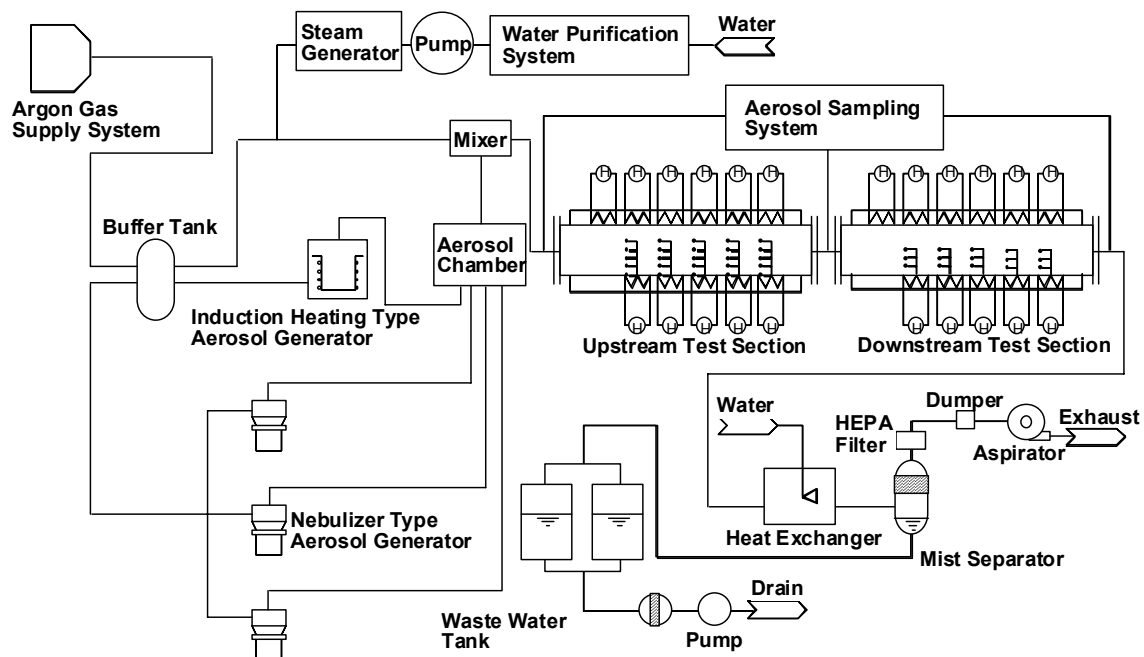 Steam
Generator
Pump
Water Purification
System
Water
Argon Gas
Supply System
Mixer
Aerosol Sampling
System
H H H H H H
H H H H H H
Buffer Tank
Aerosol
Chamber
Induction Heating Type
Aerosol Generator
H H H H H
H H H H H
Upstream Test Section
Downstream Test Section
Water
HEPA
Filter
Dumper
Exhaust
Aspirator
Nebulizer Type
Aerosol Generator
Heat Exchanger
Mist Separator
Waste Water
Tank
Drain
Pump